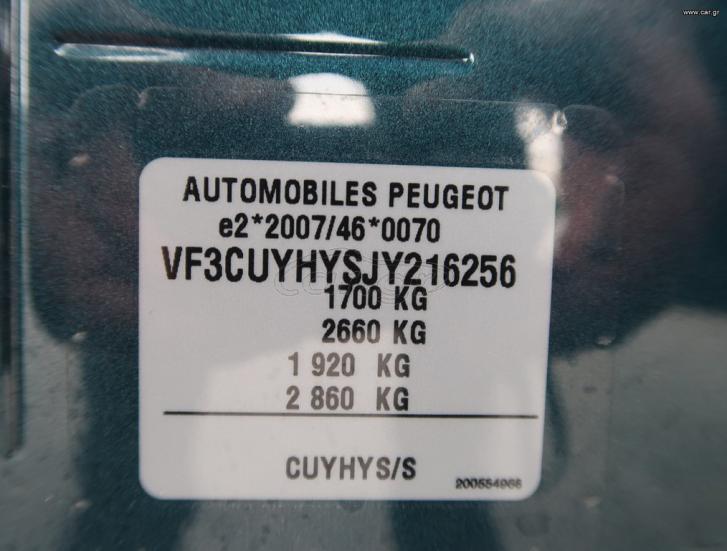 www.car.gr
AUTOMOBILES PEUGEOT
e2*2007/46*0070
VF3CUYHYSJY216256
1700 KG
2660 KG
1 920 KG
2 860 KG
CUYHYS/S
200554966